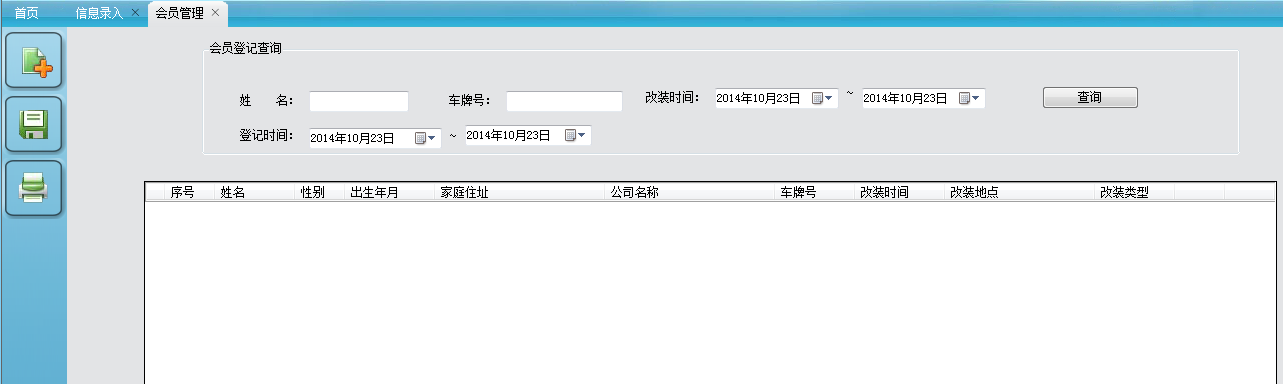 首页 信息录入 会员管理
会员登记查询
姓 名： 车牌号： 改装时间： 2014年10月23日 ~ 2014年10月23日 查询
登记时间： 2014年10月23日 ~ 2014年10月23日
序号 姓名 性别 出生年月 家庭住址 公司名称 车牌号 改装时间 改装地点 改装类型